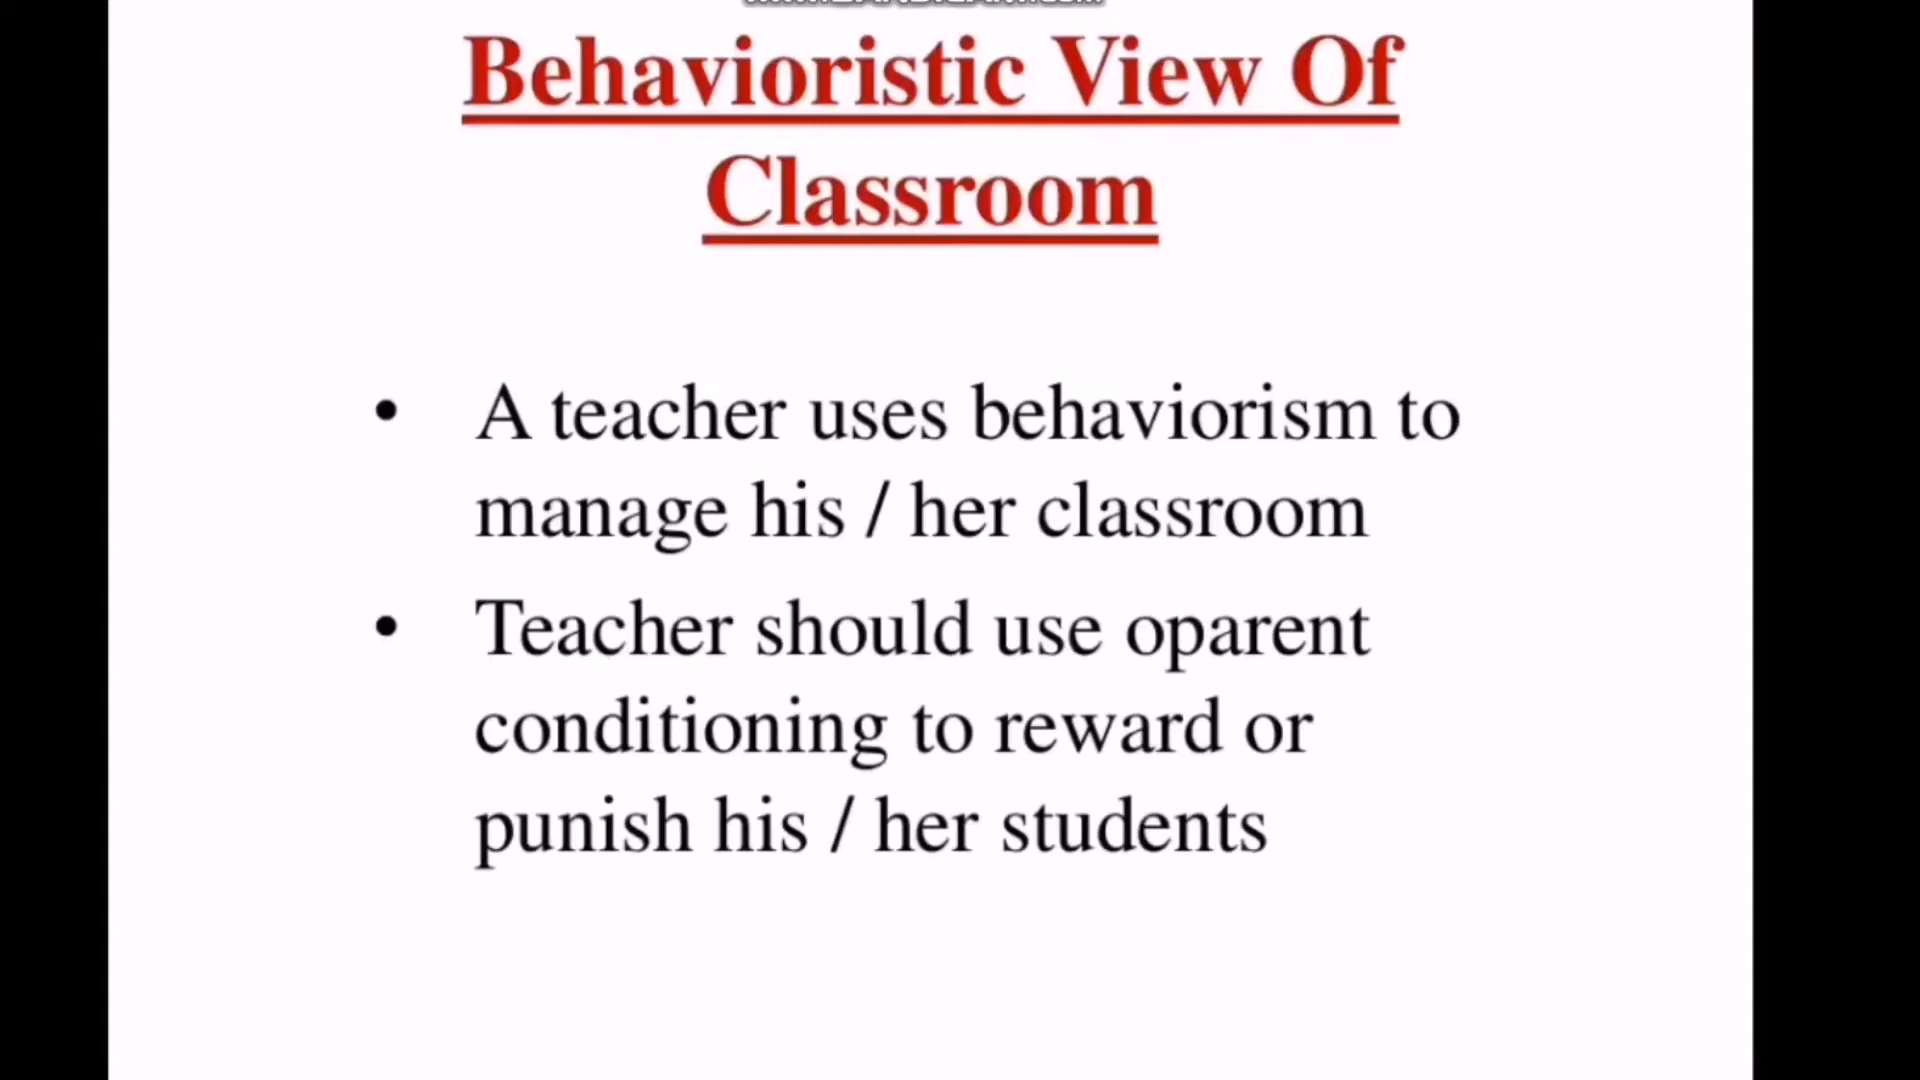 Behavioristic View Of
Classroom
• A teacher uses behaviorism to
manage his / her classroom
• Teacher should use oparent
conditioning to reward or
punish his / her students